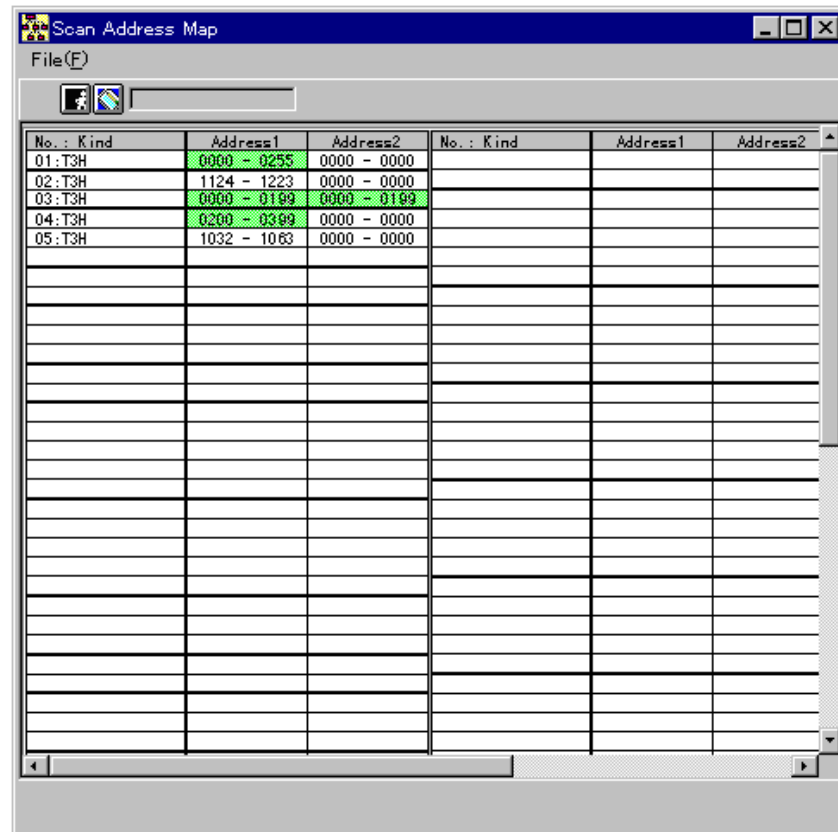 Scan Address Map
File(F)
No.: Kind Address1 Address2 No.: Kind Address1 Address2
01:T3H 0000 - 0255 0000 - 0000
02:T3H 1124 - 1223 0000 - 0000
03:T3H 0000 - 0199 0000 - 0199
04:T3H 0200 - 0399 0000 - 0000
05:T3H 1032 - 1063 0000 - 0000